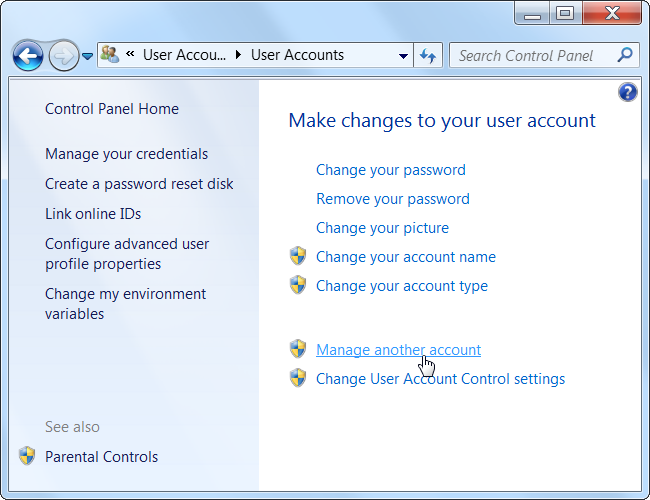 « User Accou... ▸ User Accounts
Search Control Panel
Control Panel Home
Manage your credentials
Create a password reset disk
Link online IDs
Configure advanced user
profile properties
Change my environment
variables
See also
Parental Controls
Make changes to your user account
Change your password
Remove your password
Change your picture
Change your account name
Change your account type
Manage another account
Change User Account Control settings